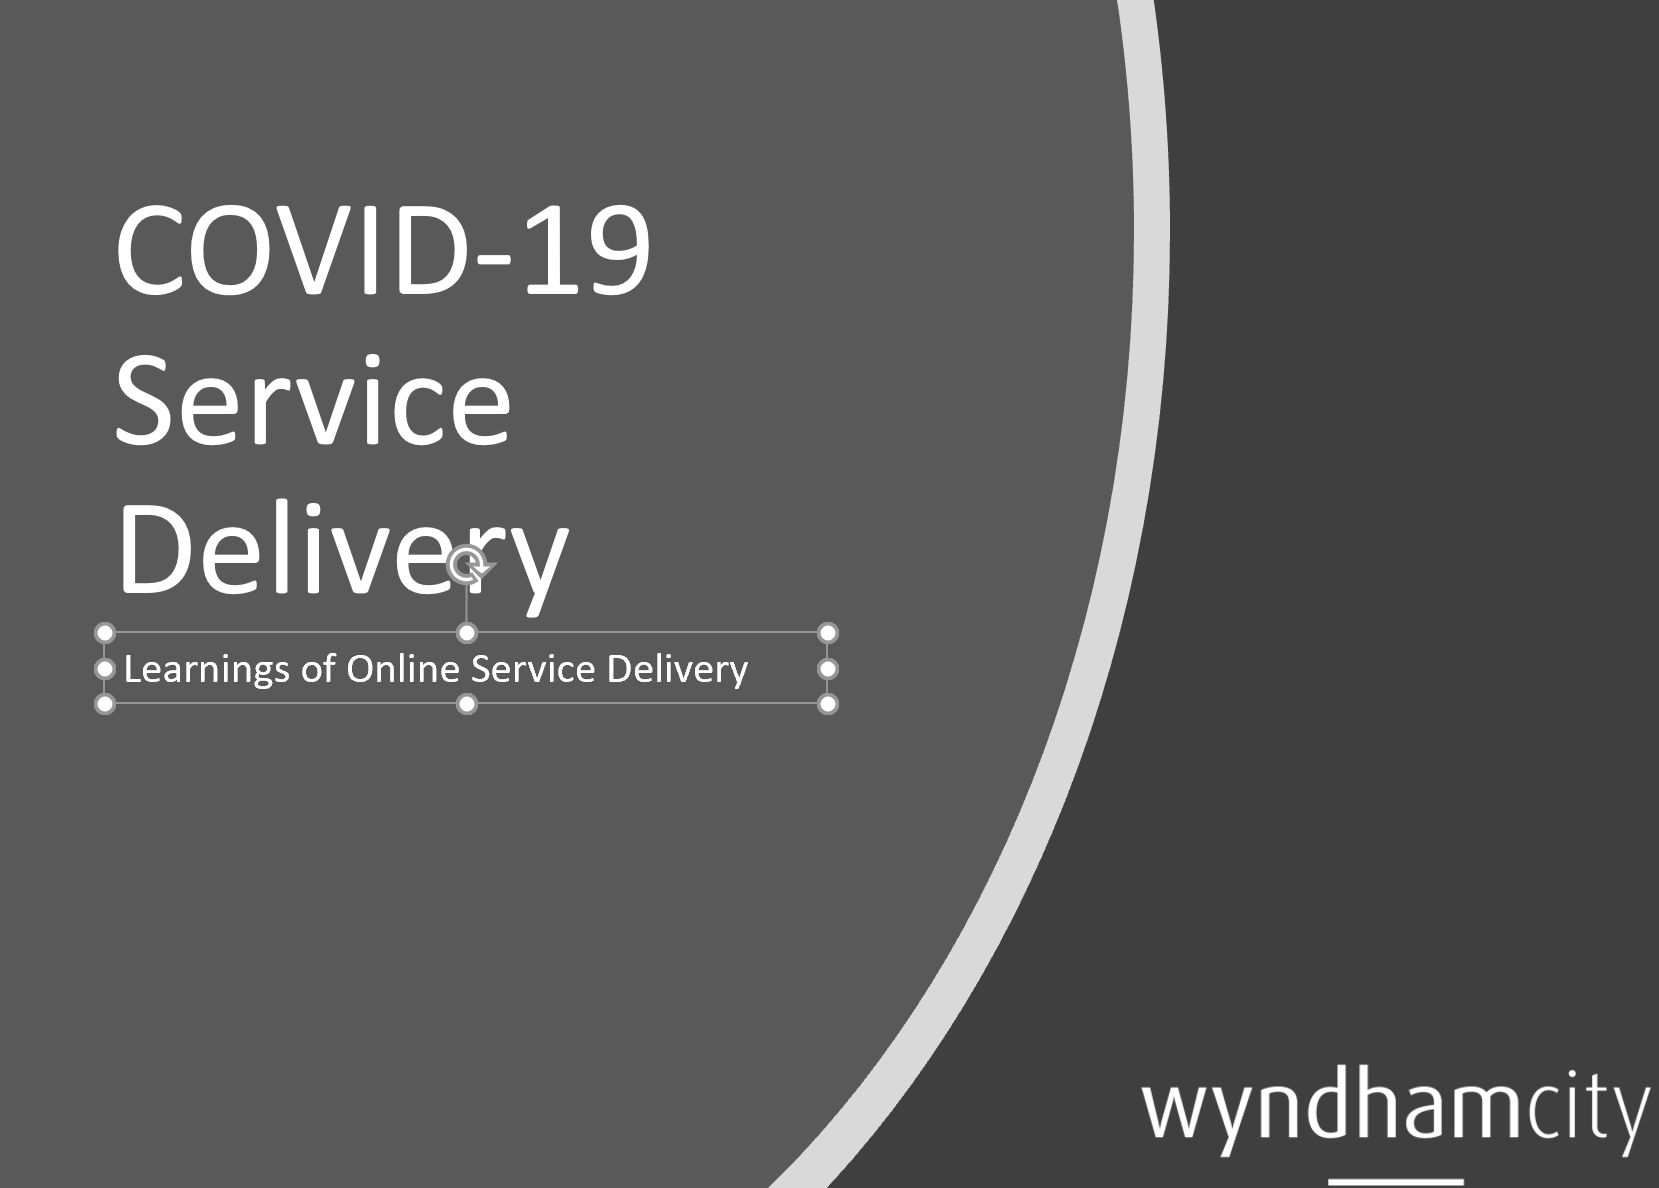 COVID-19
Service
Delivery
Learnings of Online Service Delivery
wyndhamcity